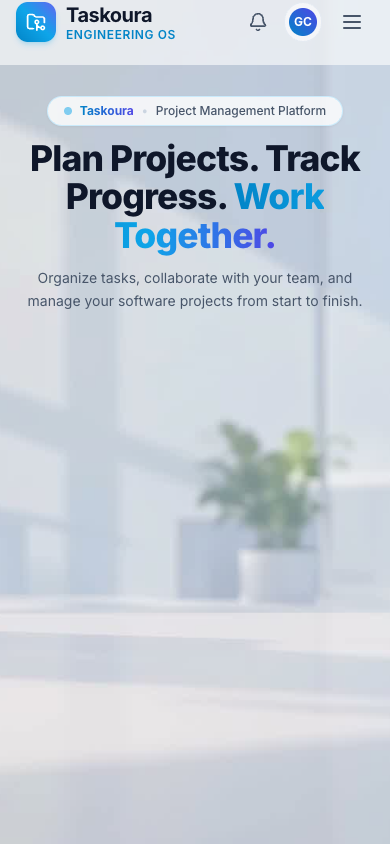 Taskoura
ENGINEERING OS
GC
Taskoura • Project Management Platform
Plan Projects. Track
Progress. Work
Together.
Organize tasks, collaborate with your team, and
manage your software projects from start to finish.